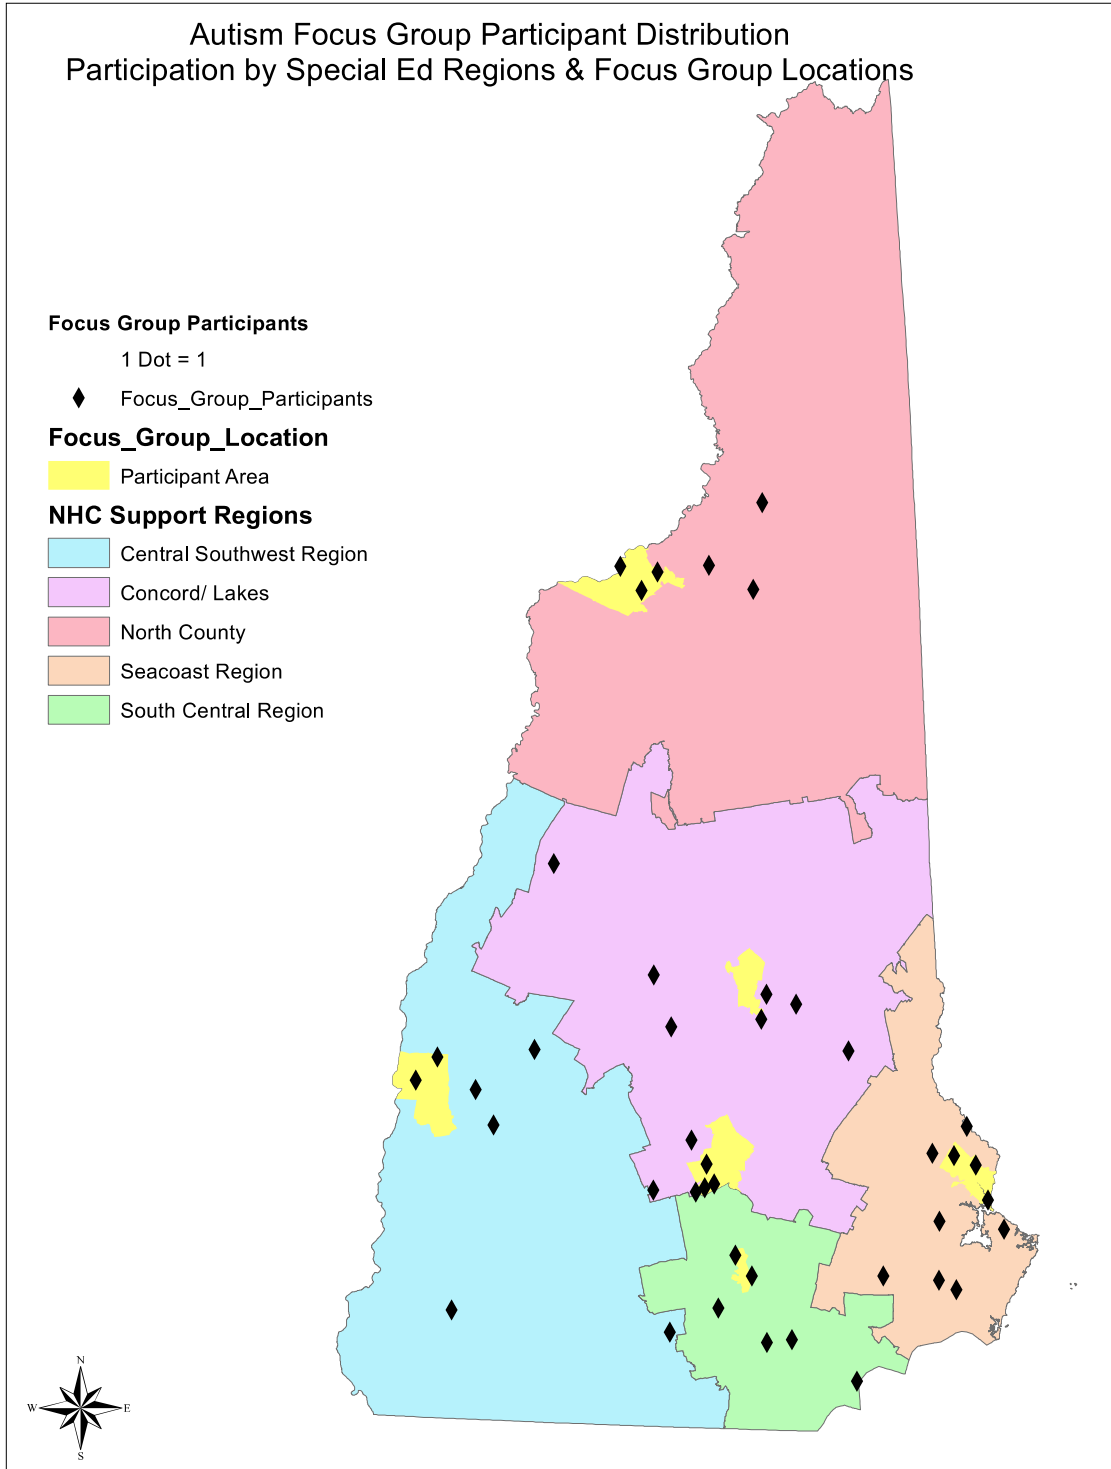 Autism Focus Group Participant Distribution
Participation by Special Ed Regions & Focus Group Locations
Focus Group Participants
1 Dot = 1
Focus_Group_Participants
Focus_Group_Location
Participant Area
NHC Support Regions
Central Southwest Region
Concord/ Lakes
North County
Seacoast Region
South Central Region
N
W E
S